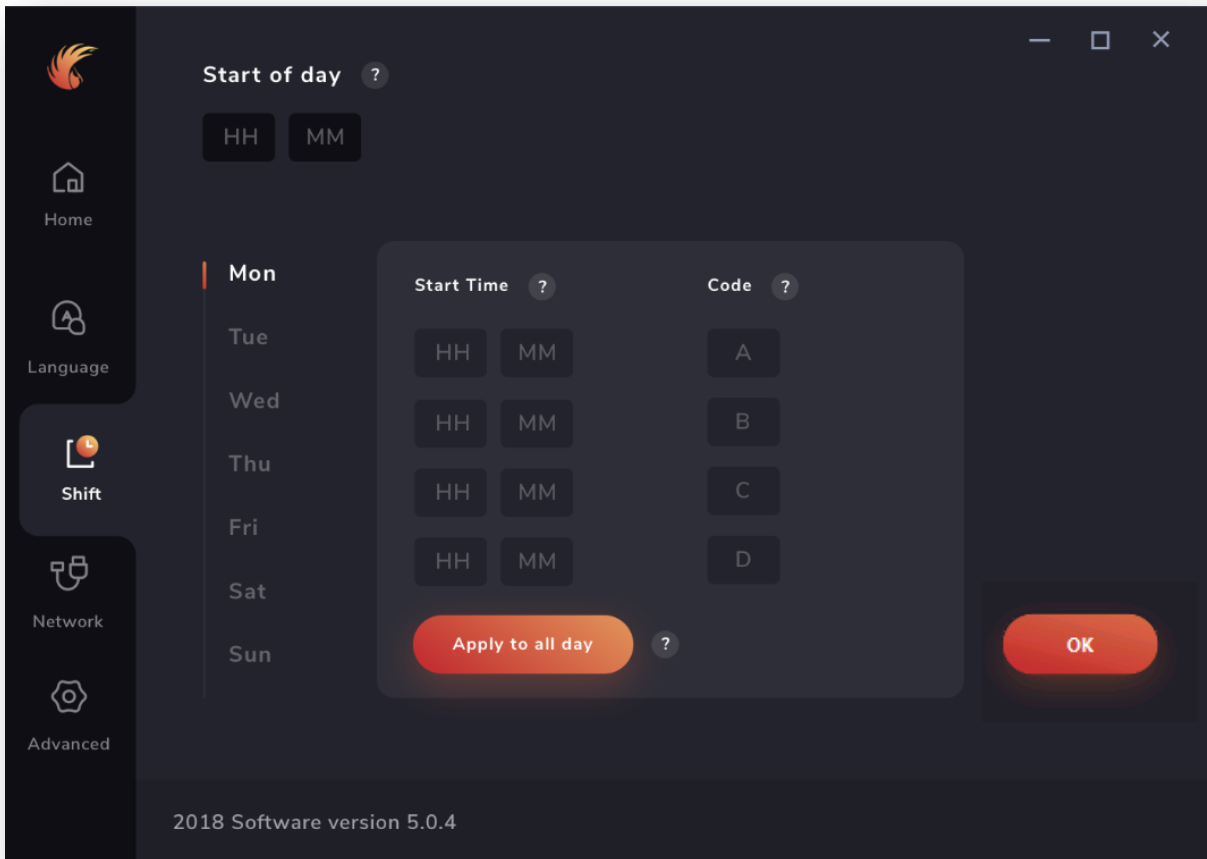 Start of day ?
HH MM
Home
Language
Shift
Network
Advanced
Mon
Tue
Wed
Thu
Fri
Sat
Sun
Start Time ? Code ?
HH MM A
HH MM B
HH MM C
HH MM D
Apply to all day ?
OK
2018 Software version 5.0.4